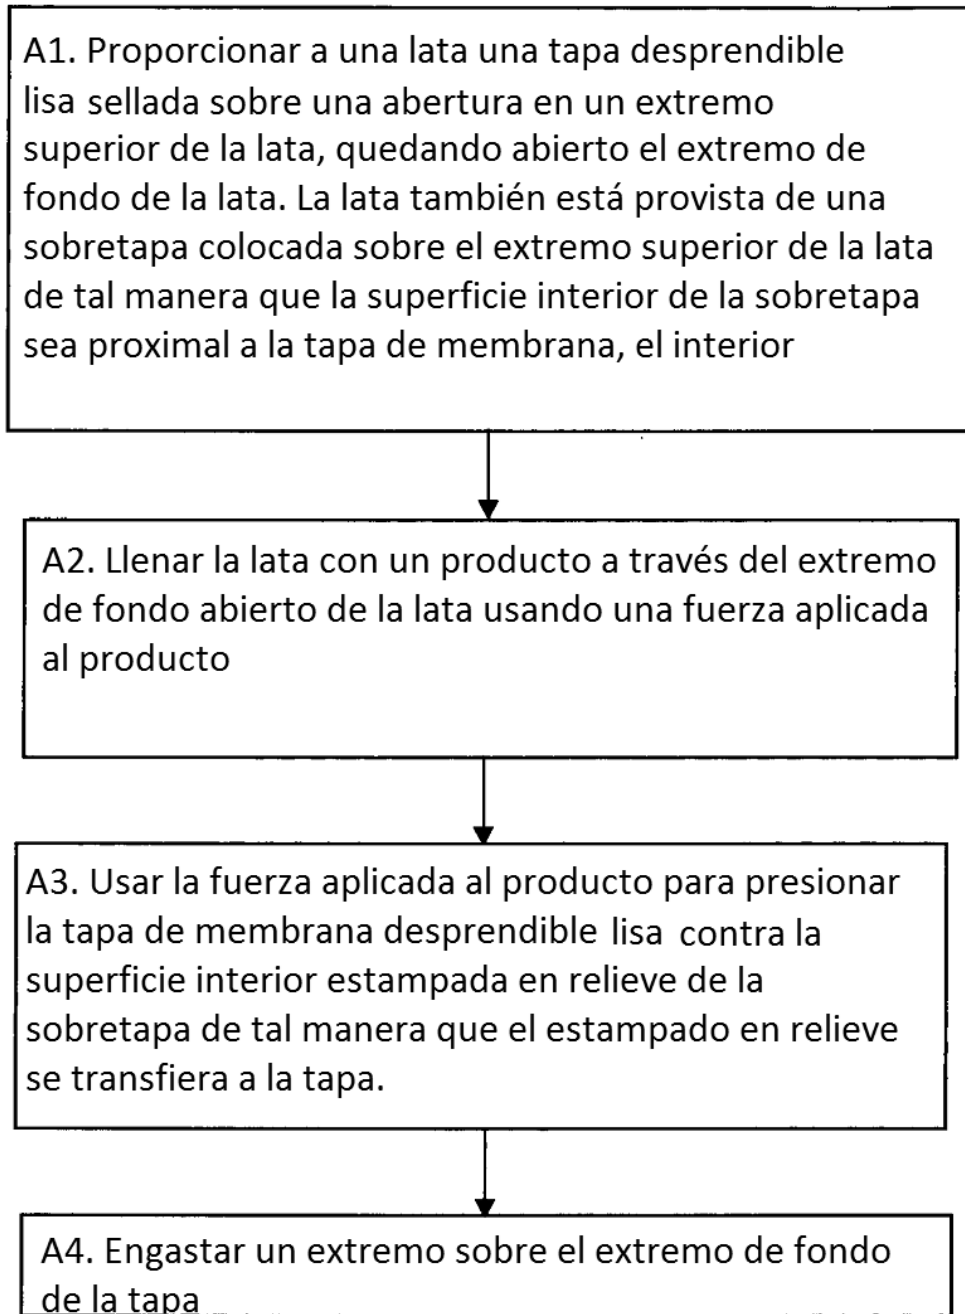 A1. Proporcionar a una lata una tapa desprendible
lisa sellada sobre una abertura en un extremo
superior de la lata, quedando abierto el extremo de
fondo de la lata. La lata también está provista de una
sobretapa colocada sobre el extremo superior de la lata
de tal manera que la superficie interior de la sobretapa
sea proximal a la tapa de membrana, el interior
A2. Llenar la lata con un producto a través del extremo
de fondo abierto de la lata usando una fuerza aplicada
al producto
A3. Usar la fuerza aplicada al producto para presionar
la tapa de membrana desprendible lisa contra la
superficie interior estampada en relieve de la
sobretapa de tal manera que el estampado en relieve
se transfiera a la tapa.
A4. Engastar un extremo sobre el extremo de fondo
de la tapa